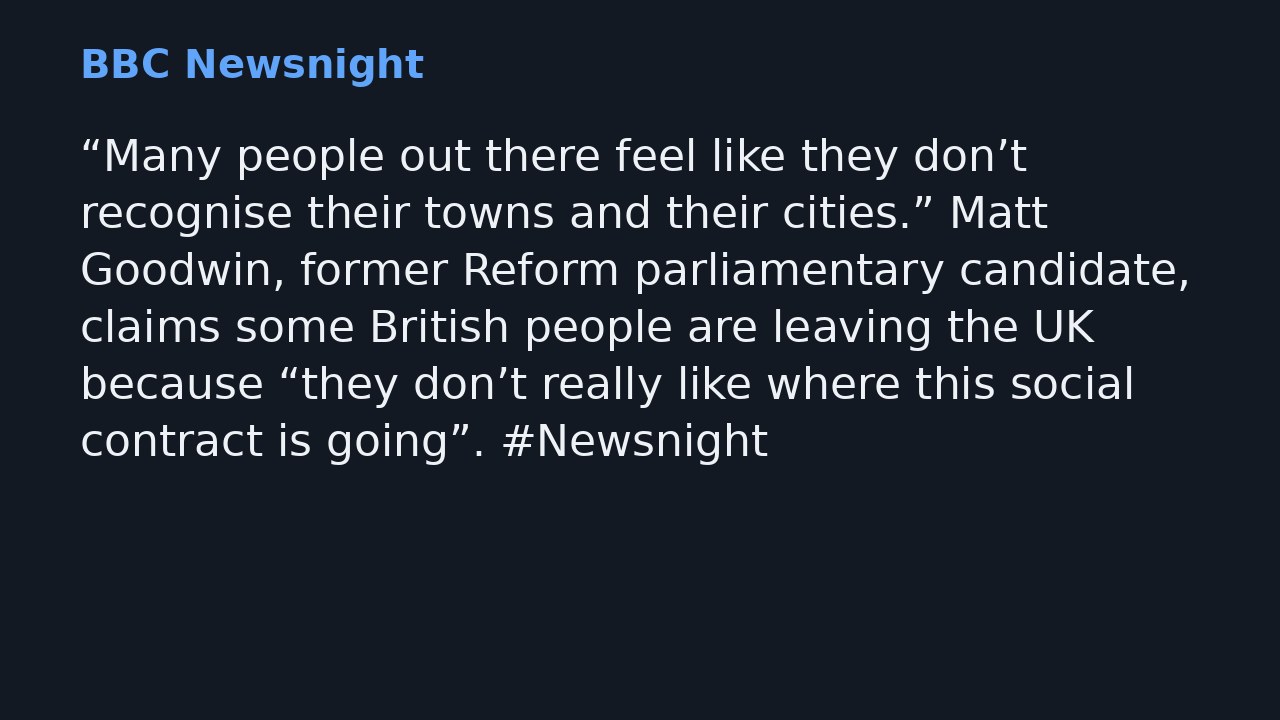 BBC Newsnight
“Many people out there feel like they don’t
recognise their towns and their cities.” Matt
Goodwin, former Reform parliamentary candidate,
claims some British people are leaving the UK
because “they don’t really like where this social
contract is going”. #Newsnight